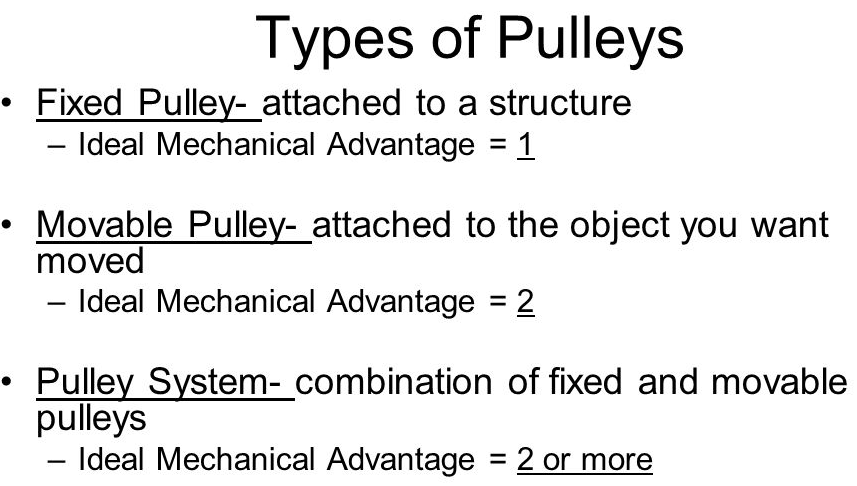 Types of Pulleys
• Fixed Pulley- attached to a structure
– Ideal Mechanical Advantage = 1
• Movable Pulley- attached to the object you want
moved
– Ideal Mechanical Advantage = 2
• Pulley System- combination of fixed and movable
pulleys
– Ideal Mechanical Advantage = 2 or more